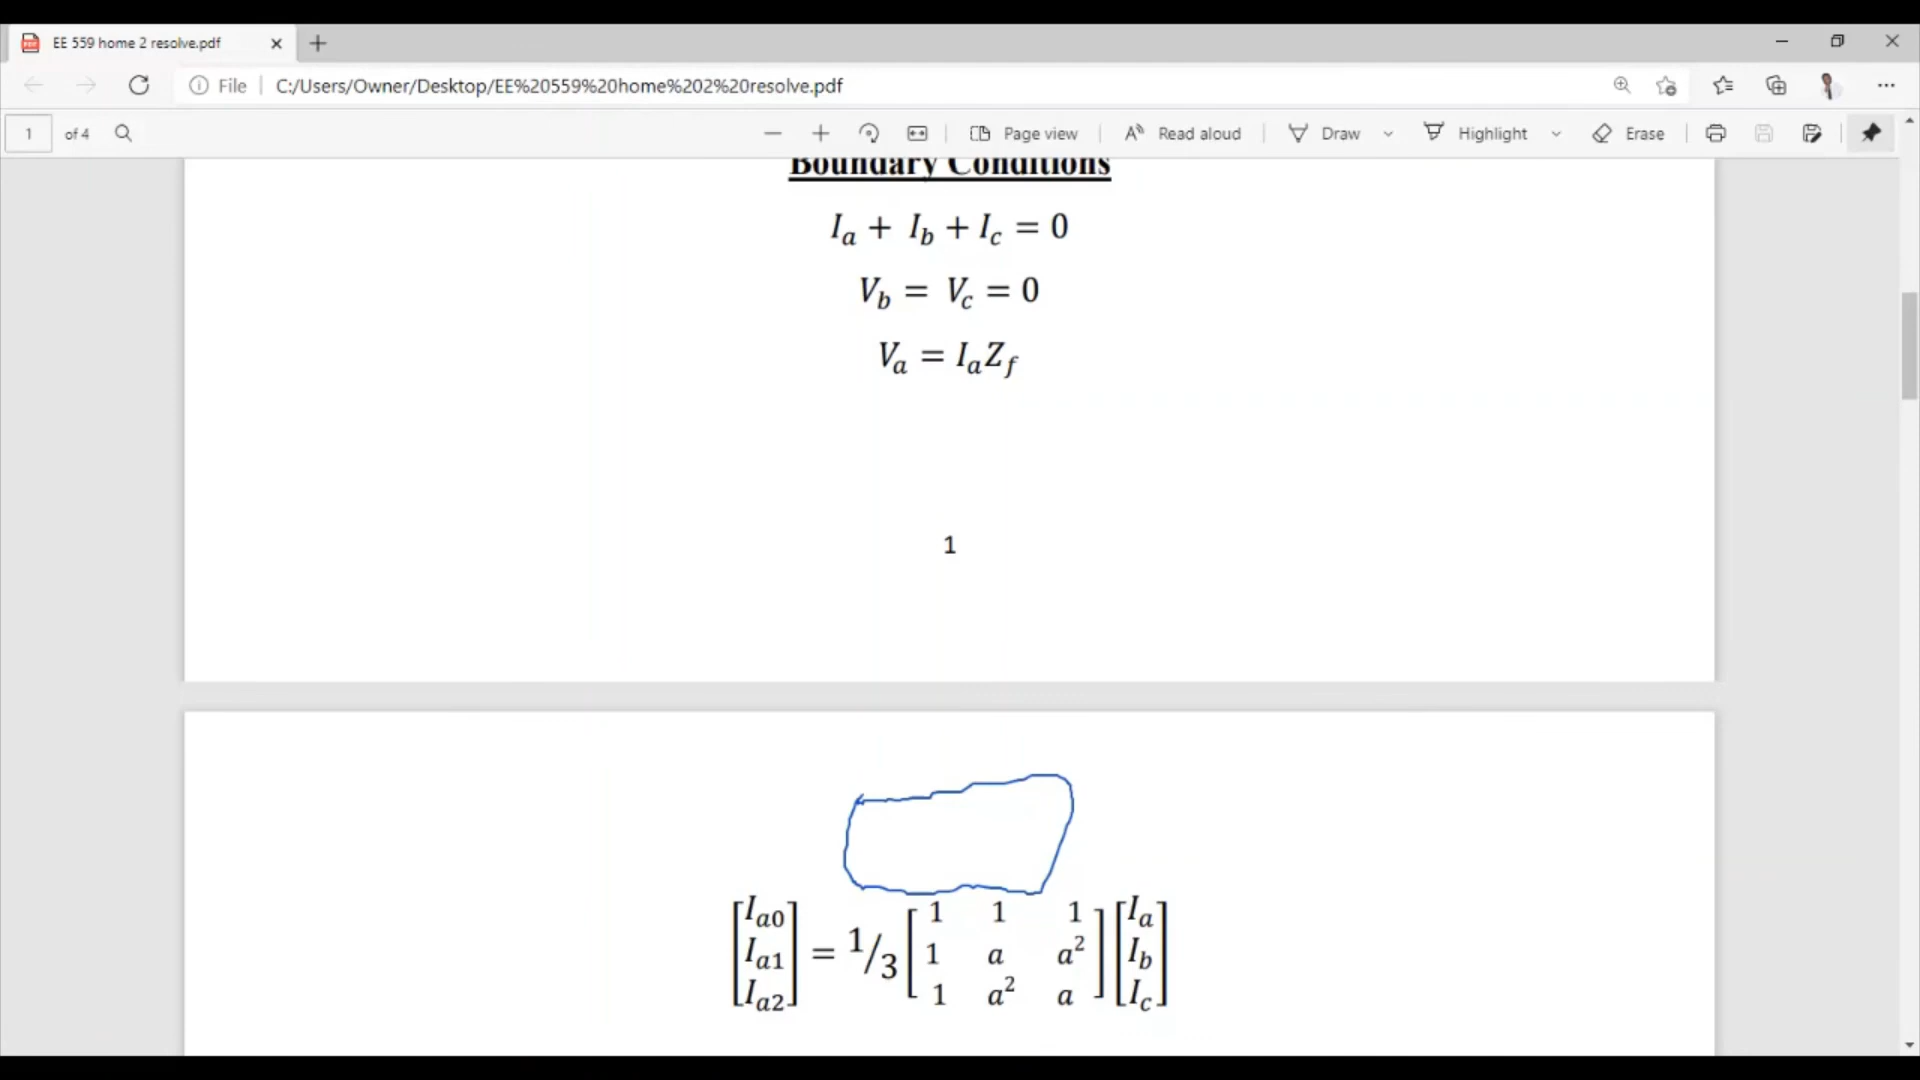 EE 559 home 2 resolve.pdf
File C:/Users/Owner/Desktop/EE%20559%20home%202%20resolve.pdf
1 of 4 Page view Read aloud Draw Highlight Erase
Boundary Conditions
I_a + I_b + I_c = 0
V_b = V_c = 0
V_a = I_a Z_f
1
[I_a0 I_a1 I_a2] = 1/3 [1 1 1; 1 a a²; 1 a² a] [I_a I_b I_c]